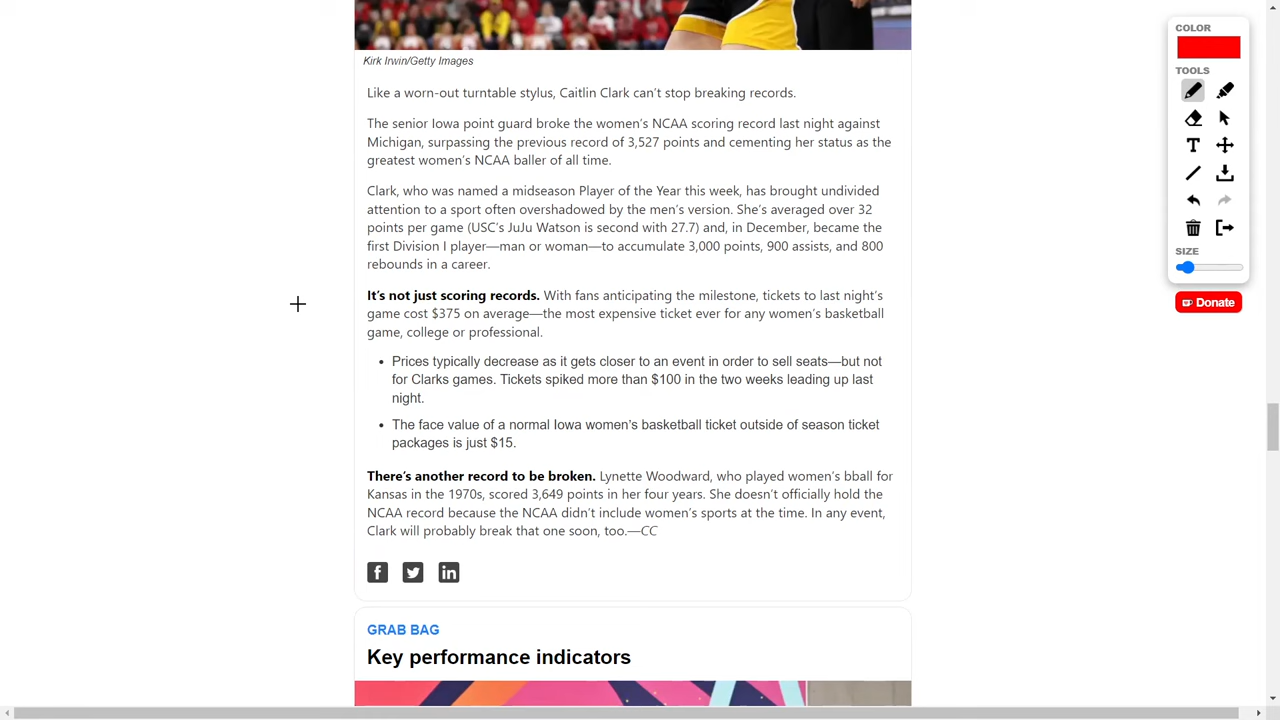 Kirk Irwin/Getty Images
Like a worn-out turntable stylus, Caitlin Clark can’t stop breaking records.
The senior Iowa point guard broke the women’s NCAA scoring record last night against
Michigan, surpassing the previous record of 3,527 points and cementing her status as the
greatest women’s NCAA baller of all time.
Clark, who was named a midseason Player of the Year this week, has brought undivided
attention to a sport often overshadowed by the men’s version. She’s averaged over 32
points per game (USC’s JuJu Watson is second with 27.7) and, in December, became the
first Division I player—man or woman—to accumulate 3,000 points, 900 assists, and 800
rebounds in a career.
It’s not just scoring records. With fans anticipating the milestone, tickets to last night’s
game cost $375 on average—the most expensive ticket ever for any women’s basketball
game, college or professional.
• Prices typically decrease as it gets closer to an event in order to sell seats—but not
for Clarks games. Tickets spiked more than $100 in the two weeks leading up last
night.
• The face value of a normal Iowa women’s basketball ticket outside of season ticket
packages is just $15.
There’s another record to be broken. Lynette Woodward, who played women’s bball for
Kansas in the 1970s, scored 3,649 points in her four years. She doesn’t officially hold the
NCAA record because the NCAA didn’t include women’s sports at the time. In any event,
Clark will probably break that one soon, too.—CC
GRAB BAG
Key performance indicators
COLOR
TOOLS
SIZE
Donate